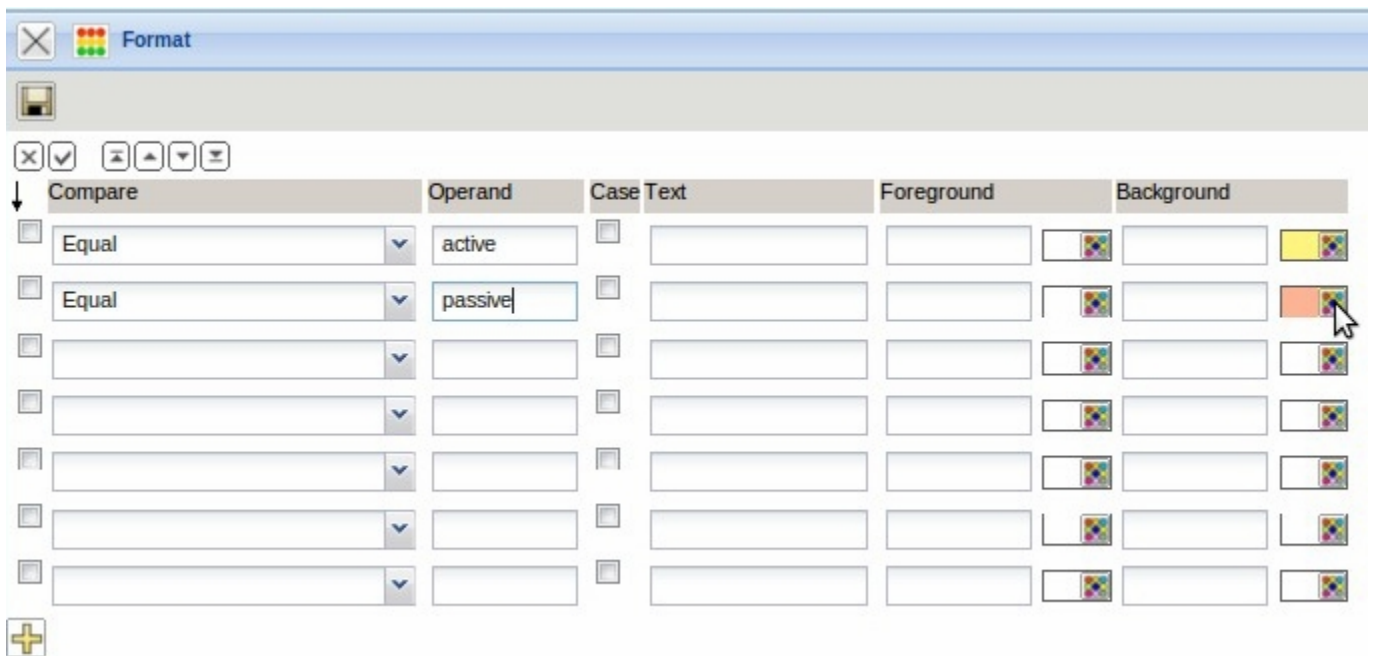 Format
Compare Operand Case Text Foreground Background
Equal active
Equal passive